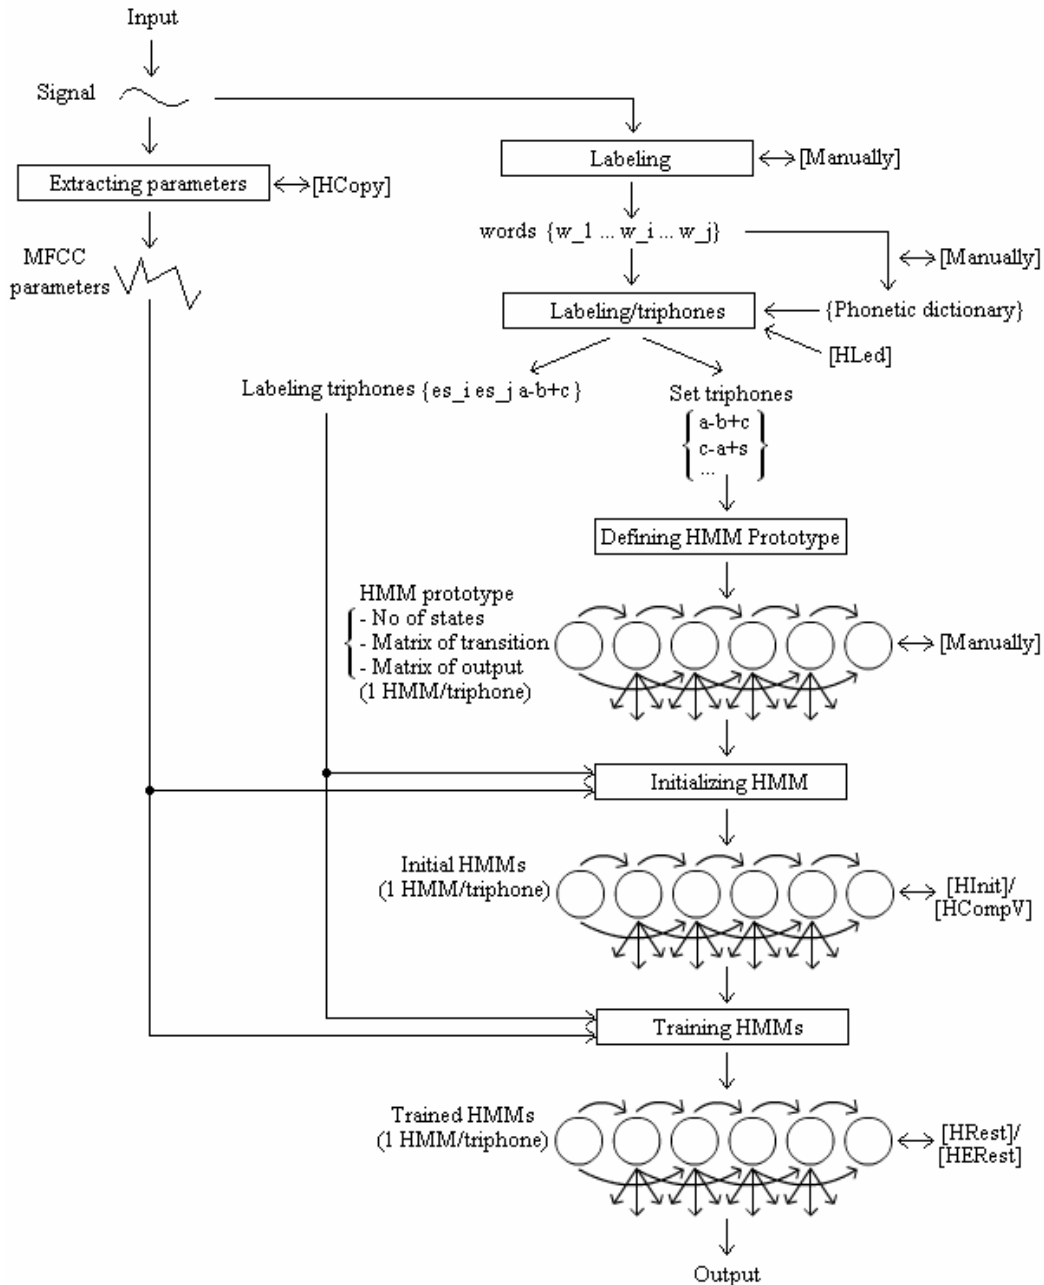 Input
Signal
Labeling
[Manually]
Extracting parameters
[HCopy]
words {w_1 ... w_i ... w_j}
MFCC
parameters
[Manually]
Labeling/triphones
{Phonetic dictionary}
[HLed]
Labeling triphones {es_i es_j a-b+c}
Set triphones
a-b+c
c-a+s
...
Defining HMM Prototype
HMM prototype
- No of states
- Matrix of transition
- Matrix of output
(1 HMM/triphone)
[Manually]
Initializing HMM
Initial HMMs
(1 HMM/triphone)
[HInit]/
[HCompV]
Training HMMs
Trained HMMs
(1 HMM/triphone)
[HRest]/
[HERest]
Output